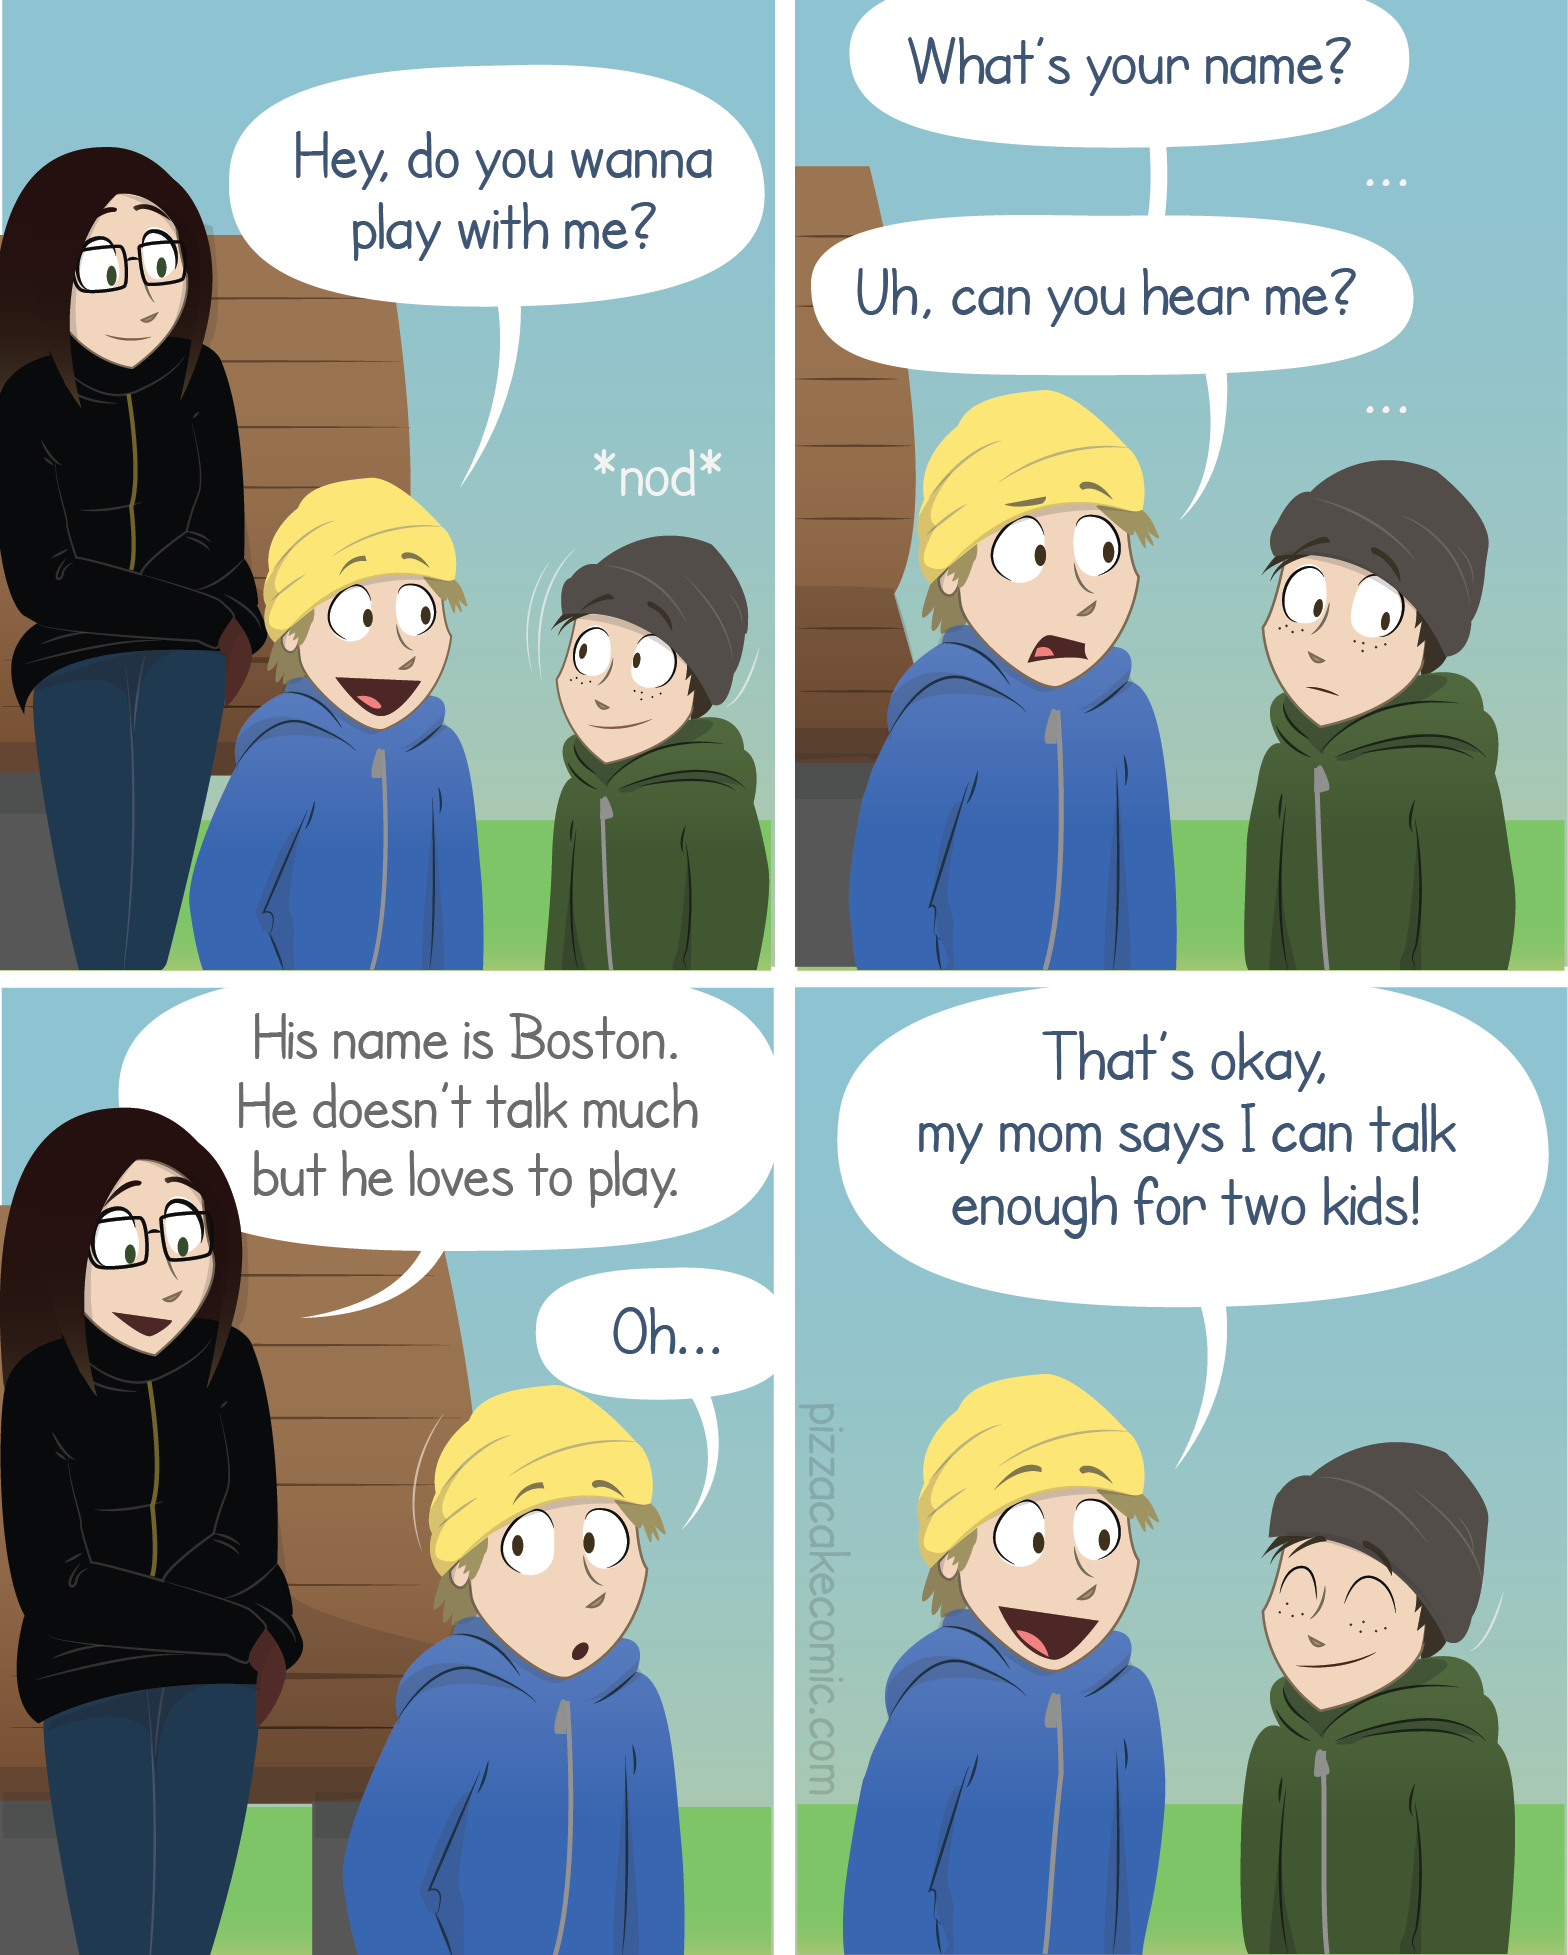 Hey, do you wanna
play with me?
*nod*
What's your name?
...
Uh, can you hear me?
...
His name is Boston.
He doesn't talk much
but he loves to play.
Oh...
That's okay,
my mom says I can talk
enough for two kids!
pizzacakecomic.com